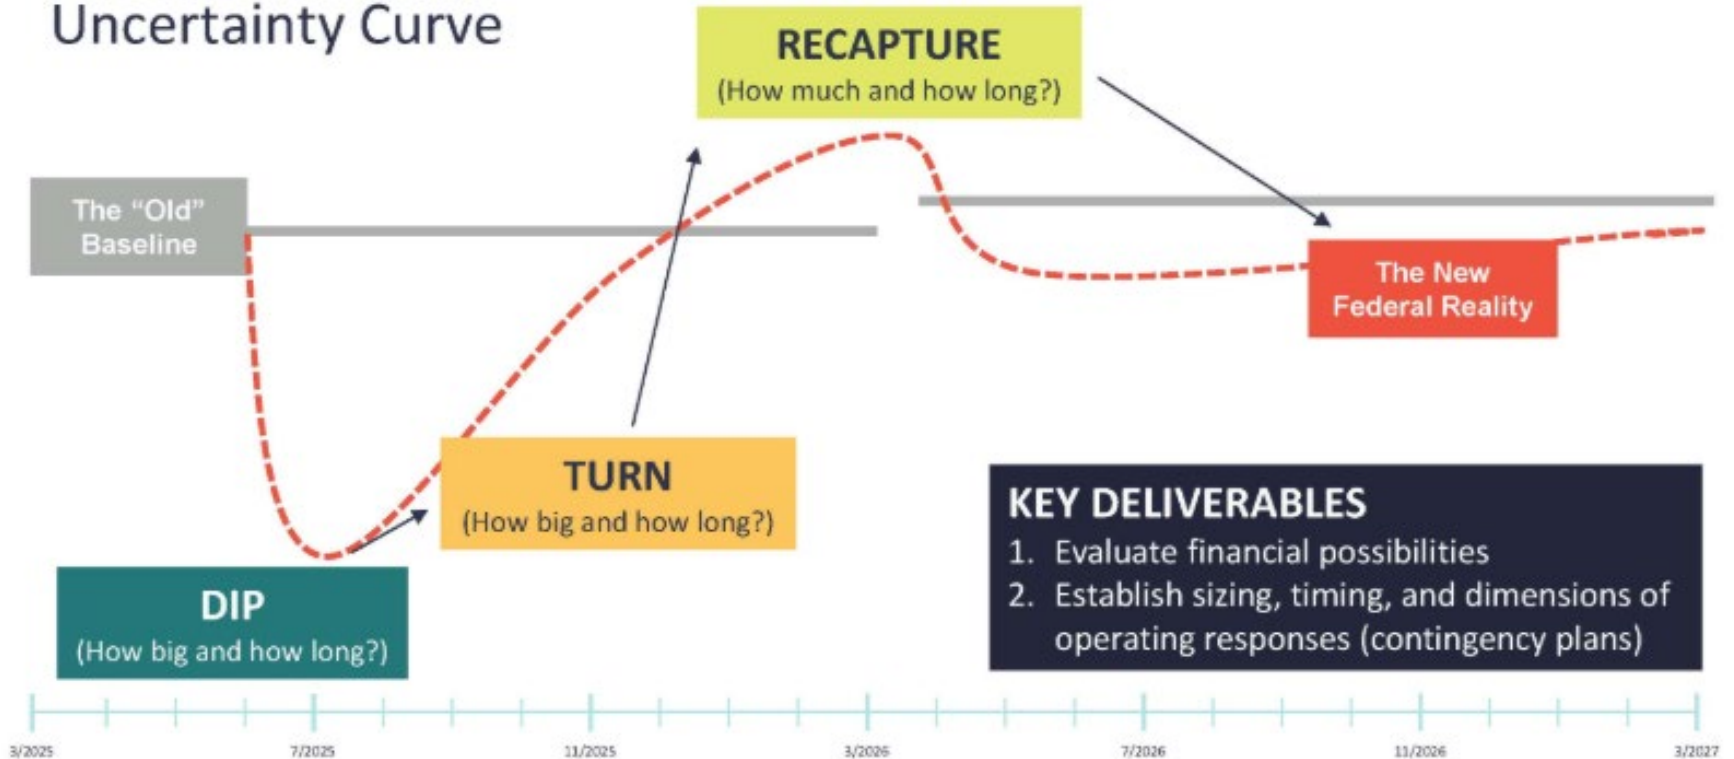 Uncertainty Curve
RECAPTURE
(How much and how long?)
The “Old”
Baseline
The New
Federal Reality
TURN
(How big and how long?)
DIP
(How big and how long?)
KEY DELIVERABLES
1. Evaluate financial possibilities
2. Establish sizing, timing, and dimensions of
operating responses (contingency plans)
3/2025 7/2025 11/2025 3/2026 7/2026 11/2026 3/2027